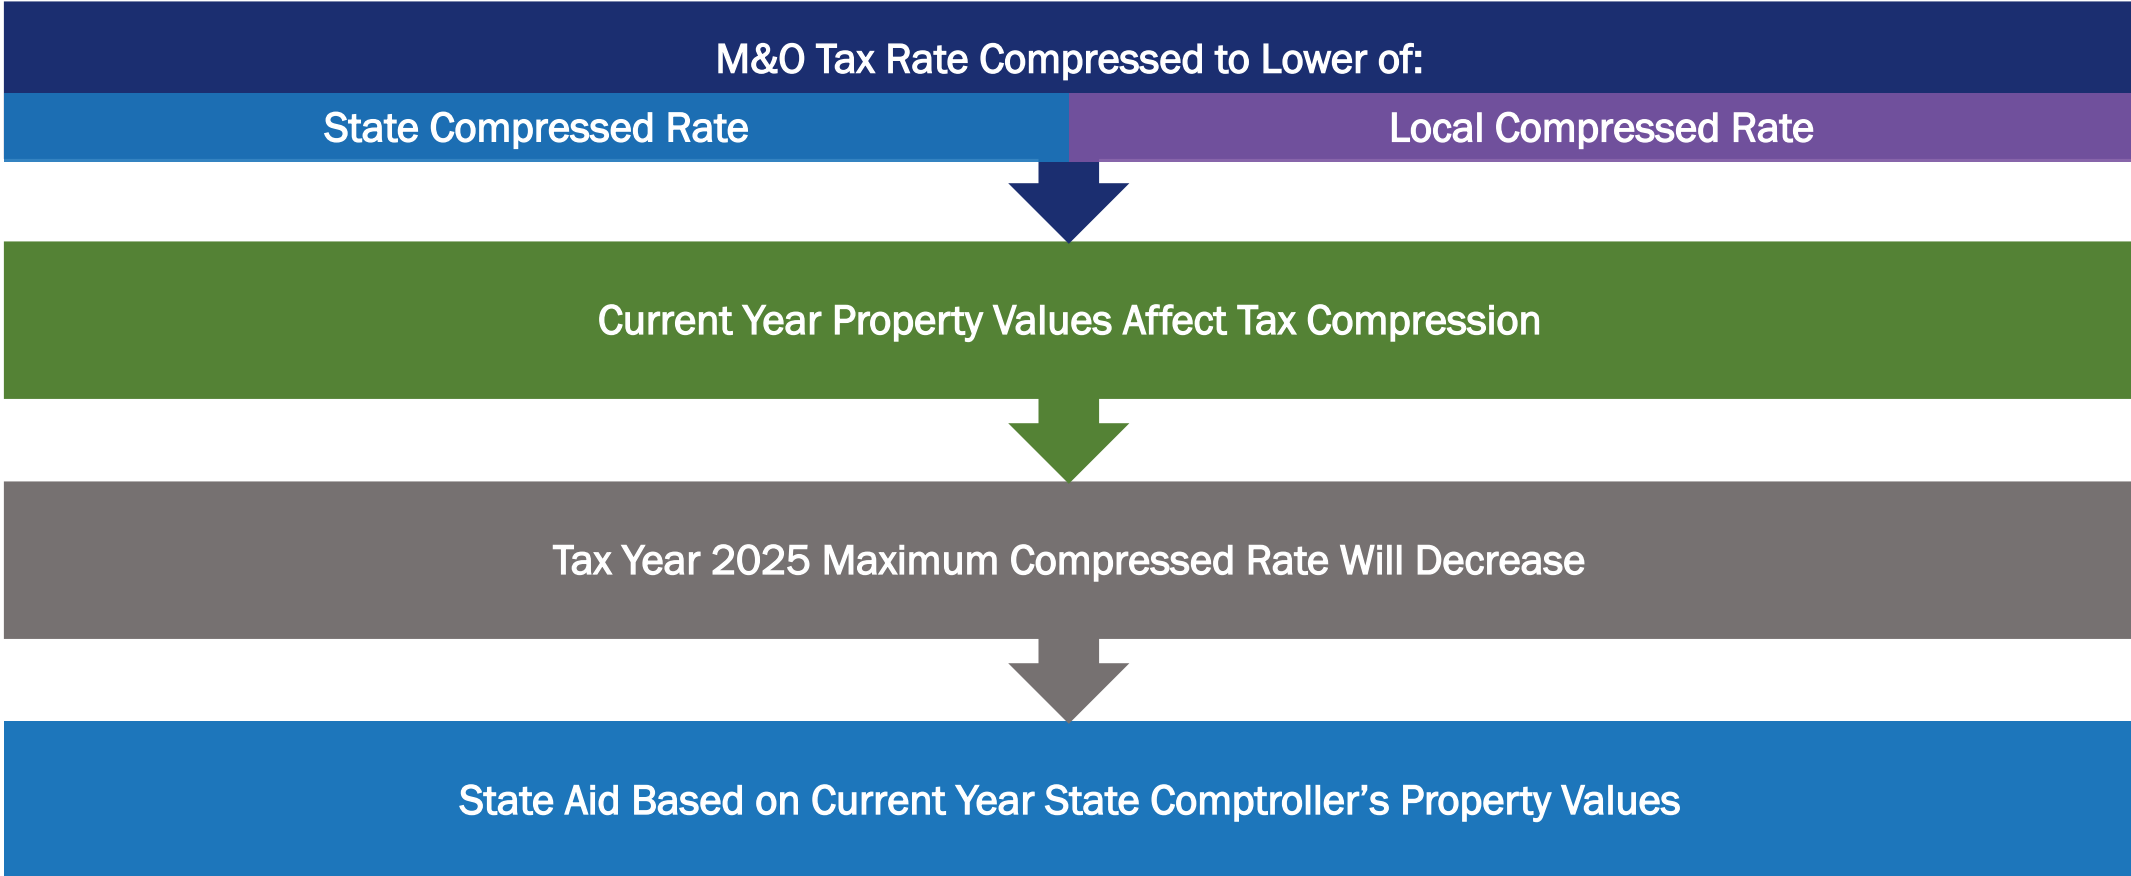 M&O Tax Rate Compressed to Lower of:
State Compressed Rate
Local Compressed Rate
Current Year Property Values Affect Tax Compression
Tax Year 2025 Maximum Compressed Rate Will Decrease
State Aid Based on Current Year State Comptroller’s Property Values